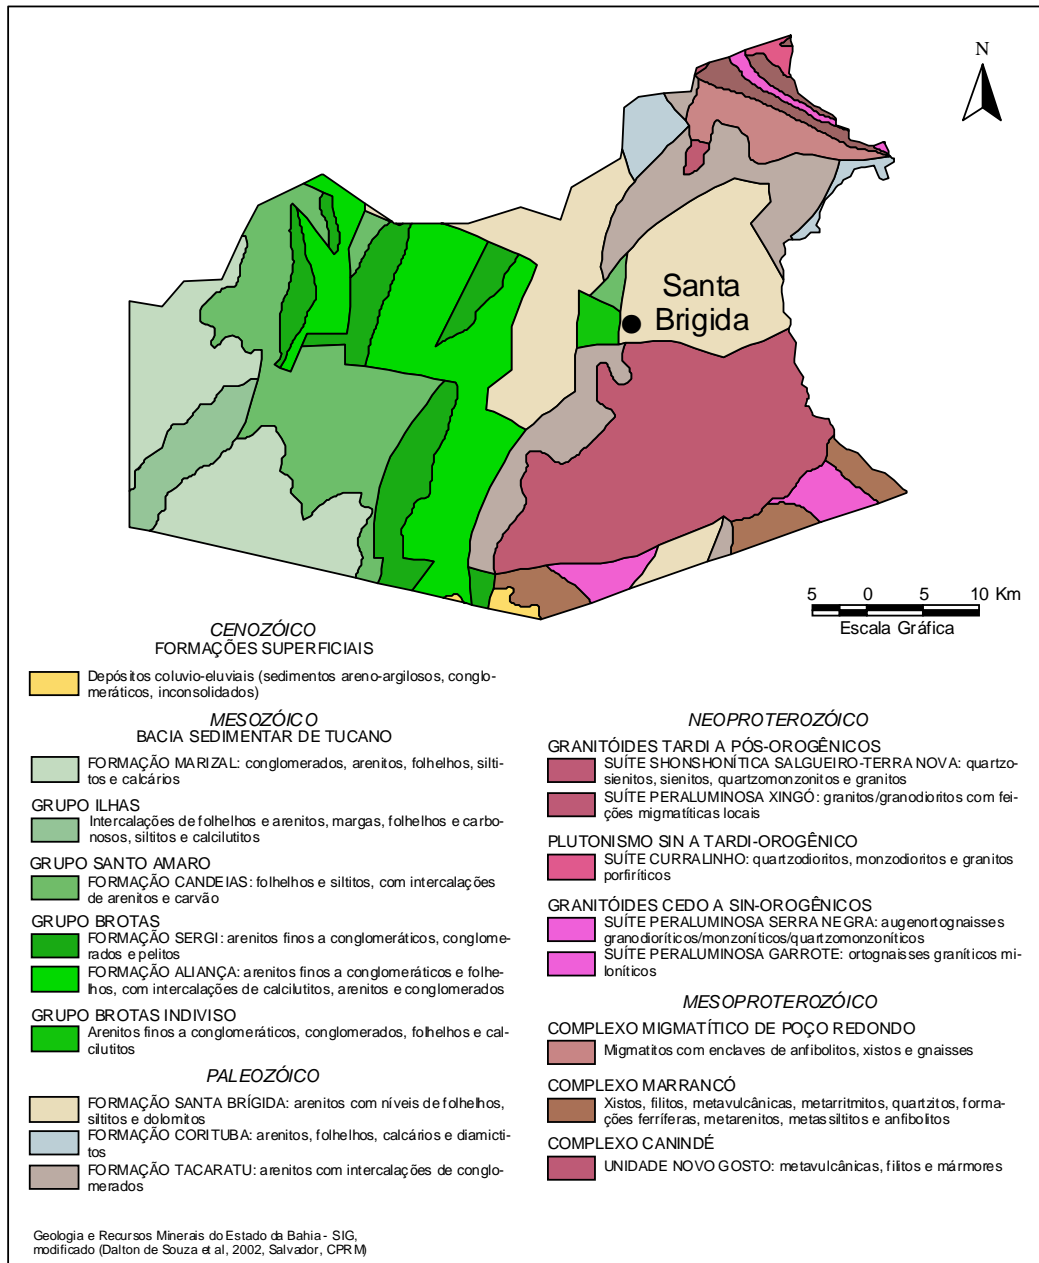 N
Santa
Brigida
5 0 5 10 Km
Escala Gráfica
CENOZÓICO
FORMAÇÕES SUPERFICIAIS
Depósitos coluvio-eluviais (sedimentos areno-argilosos, conglo-
meráticos, inconsolidados)
MESOZÓICO
BACIA SEDIMENTAR DE TUCANO
FORMAÇÃO MARIZAL: conglomerados, arenitos, folhelhos, silti-
tos e calcários
GRUPO ILHAS
Intercalações de folhelhos e arenitos, margas, folhelhos e carbo-
nosos, siltitos e calcilutitos
GRUPO SANTO AMARO
FORMAÇÃO CANDEIAS: folhelhos e siltitos, com intercalações
de arenitos e carvão
GRUPO BROTAS
FORMAÇÃO SERGI: arenitos finos a conglomeráticos, conglome-
rados e pelitos
FORMAÇÃO ALIANÇA: arenitos finos a conglomeráticos e folhe-
lhos, com intercalações de calcilutitos, arenitos e conglomerados
GRUPO BROTAS INDIVISO
Arenitos finos a conglomeráticos, conglomerados, folhelhos e cal-
cilutitos
PALEOZÓICO
FORMAÇÃO SANTA BRÍGIDA: arenitos com níveis de folhelhos,
siltitos e dolomitos
FORMAÇÃO CORITUBA: arenitos, folhelhos, calcários e diamicti-
tos
FORMAÇÃO TACARATU: arenitos com intercalações de conglo-
merados
NEOPROTEROZÓICO
GRANITÓIDES TARDI A PÓS-OROGÊNICOS
SUÍTE SHONSHONÍTICA SALGUEIRO-TERRA NOVA: quartzo-
sienitos, sienitos, quartzomonzonitos e granitos
SUÍTE PERALUMINOSA XINGÓ: granitos/granodioritos com fei-
ções migmatíticas locais
PLUTONISMO SIN A TARDI-OROGÊNICO
SUÍTE CURRALINHO: quartzodioritos, monzodioritos e granitos
porfiríticos
GRANITÓIDES CEDO A SIN-OROGÊNICOS
SUÍTE PERALUMINOSA SERRA NEGRA: augenortognaisses
granodioríticos/monzoníticos/quartzomonzoníticos
SUÍTE PERALUMINOSA GARROTE: ortognaisses graníticos mi-
loníticos
MESOPROTEROZÓICO
COMPLEXO MIGMATÍTICO DE POÇO REDONDO
Migmatitos com enclaves de anfibolitos, xistos e gnaisses
COMPLEXO MARRANCÓ
Xistos, filitos, metavulcânicas, metarritmitos, quartzitos, forma-
ções ferríferas, metarenitos, metassiltitos e anfibolitos
COMPLEXO CANINDÉ
UNIDADE NOVO GOSTO: metavulcânicas, filitos e mármores
Geologia e Recursos Minerais do Estado da Bahia - SIG,
modificado (Dalton de Souza et al, 2002, Salvador, CPRM)